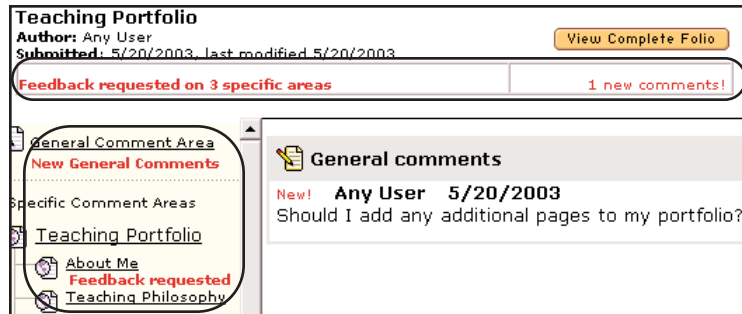 Teaching Portfolio
Author: Any User
Submitted: 5/20/2003, last modified 5/20/2003
View Complete Folio
Feedback requested on 3 specific areas
1 new comments!
General Comment Area
New General Comments
Specific Comment Areas
Teaching Portfolio
About Me
Feedback requested
Teaching Philosophy
General comments
New! Any User 5/20/2003
Should I add any additional pages to my portfolio?